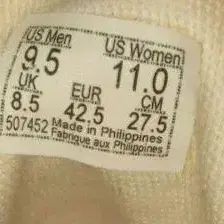 US Men US Women
9.5 11.0
UK EUR CM
8.5 42.5 27.5
507452 Made in Philippines
Fabrique aux Philippines